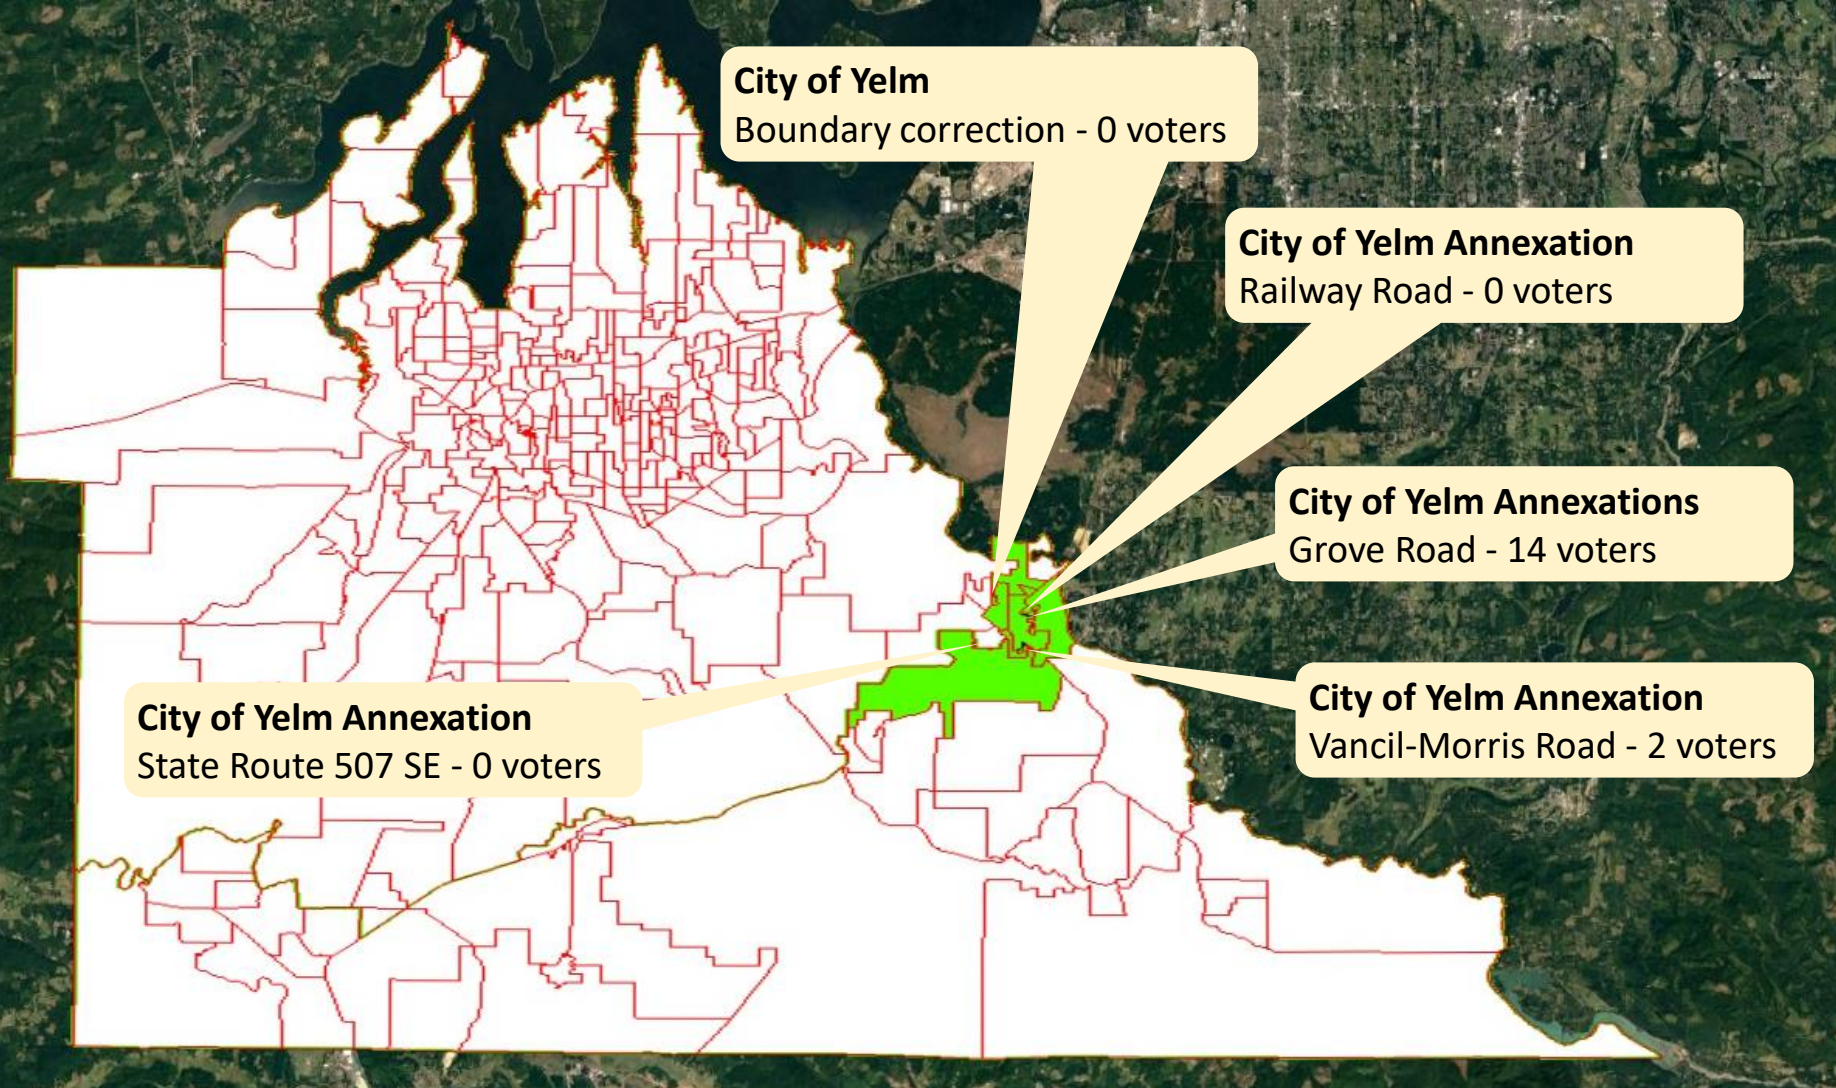 City of Yelm
Boundary correction - 0 voters
City of Yelm Annexation
Railway Road - 0 voters
City of Yelm Annexations
Grove Road - 14 voters
City of Yelm Annexation
Vancil-Morris Road - 2 voters
City of Yelm Annexation
State Route 507 SE - 0 voters